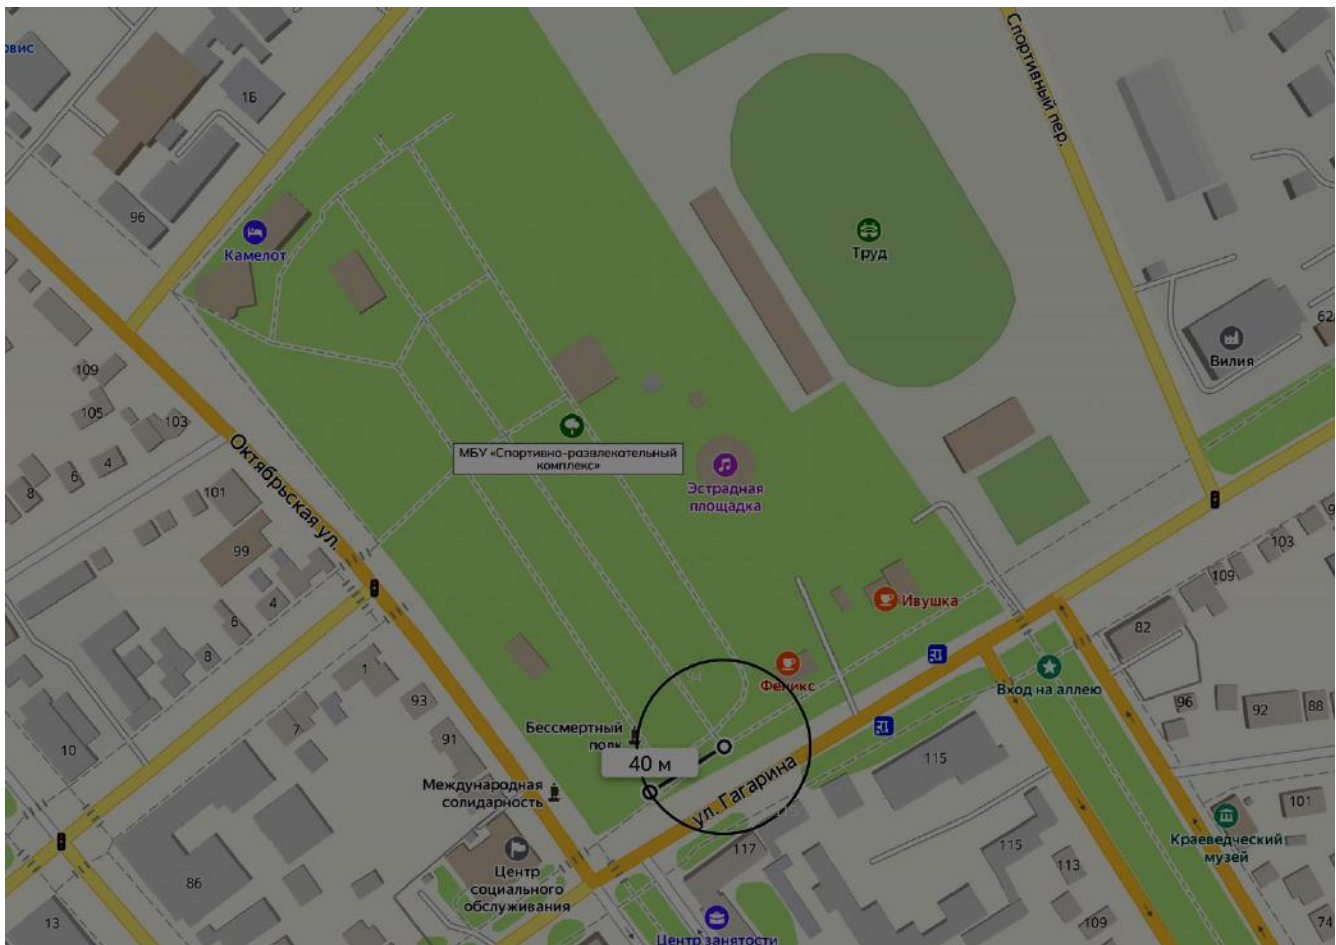 рвис
1Б
Спортивный пер.
96
Камелот
Труд
62
Вилия
109
105
103
МБУ «Спортивно-развлекательный
комплекс»
Эстрадная
площадка
Октябрьская ул.
4
6
8
101
99
103
109
Ивушка
4
6
82
8
94
Феникс
Вход на аллею
1
93
96
92
88
7
91
Бессмертный
полк
10
40 м
115
Международная
солидарность
ул. Гагарина
101
Краеведческий
музей
117
115
113
Центр
социального
обслуживания
86
13
109
74
Центр занятости